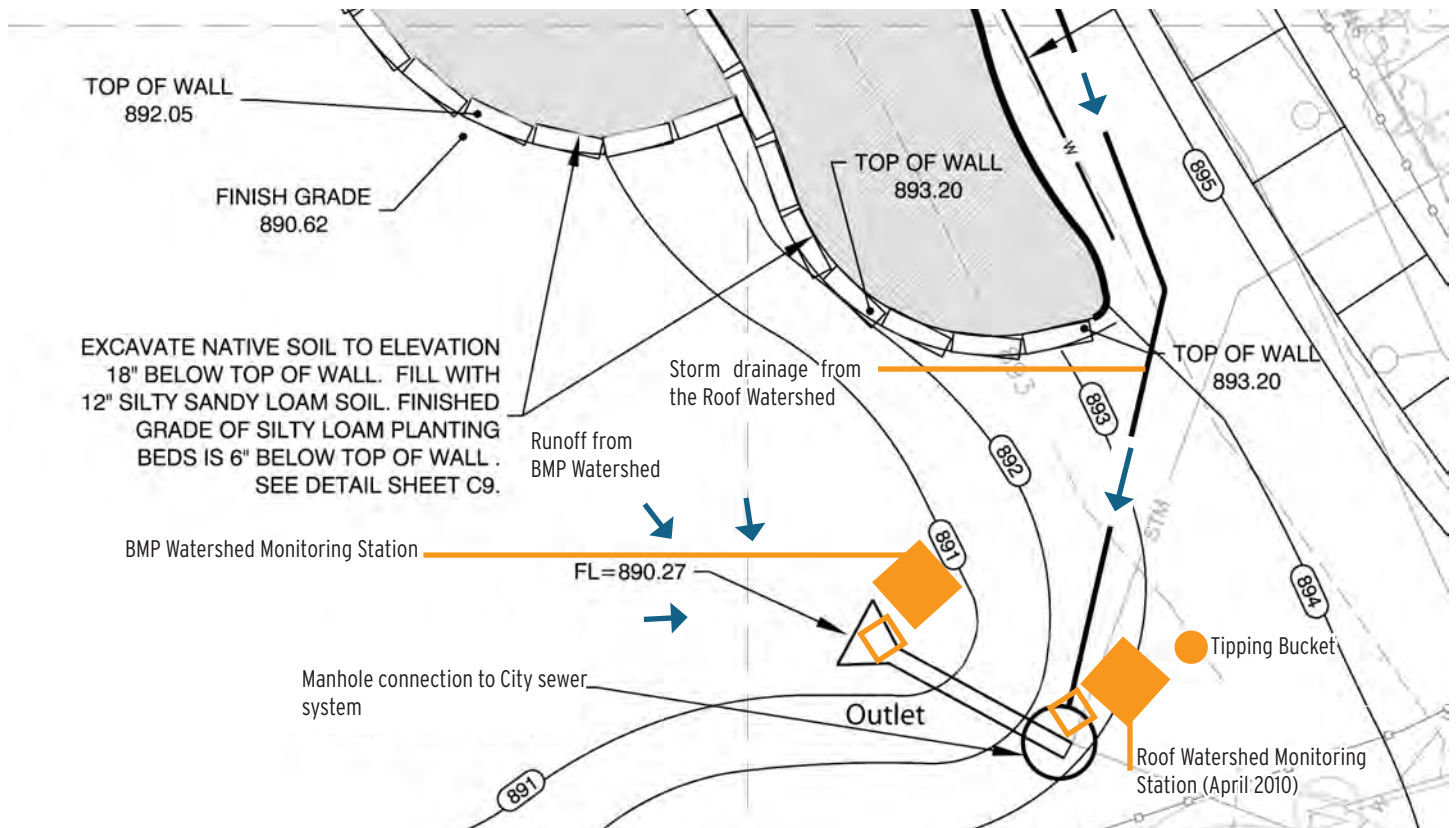 TOP OF WALL
892.05
FINISH GRADE
890.62
W
895
TOP OF WALL
893.20
EXCAVATE NATIVE SOIL TO ELEVATION
18" BELOW TOP OF WALL. FILL WITH
12" SILTY SANDY LOAM SOIL. FINISHED
GRADE OF SILTY LOAM PLANTING
BEDS IS 6" BELOW TOP OF WALL .
SEE DETAIL SHEET C9.
Storm drainage from
the Roof Watershed
TOP OF WALL
893.20
893
892
Runoff from
BMP Watershed
STM
BMP Watershed Monitoring Station
891
FL=890.27
894
Tipping Bucket
Manhole connection to City sewer
system
Outlet
Roof Watershed Monitoring
Station (April 2010)
891